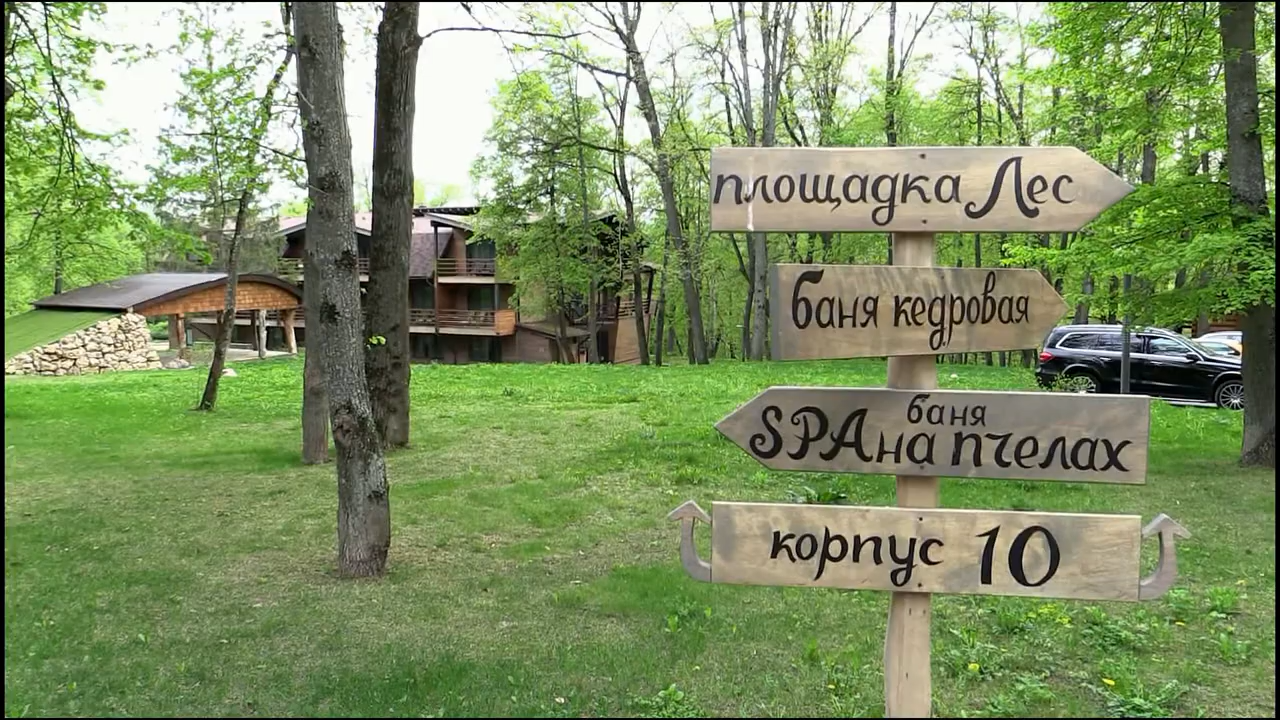 площадка Лес
баня кедровая
баня
SPA на пчелах
корпус 10